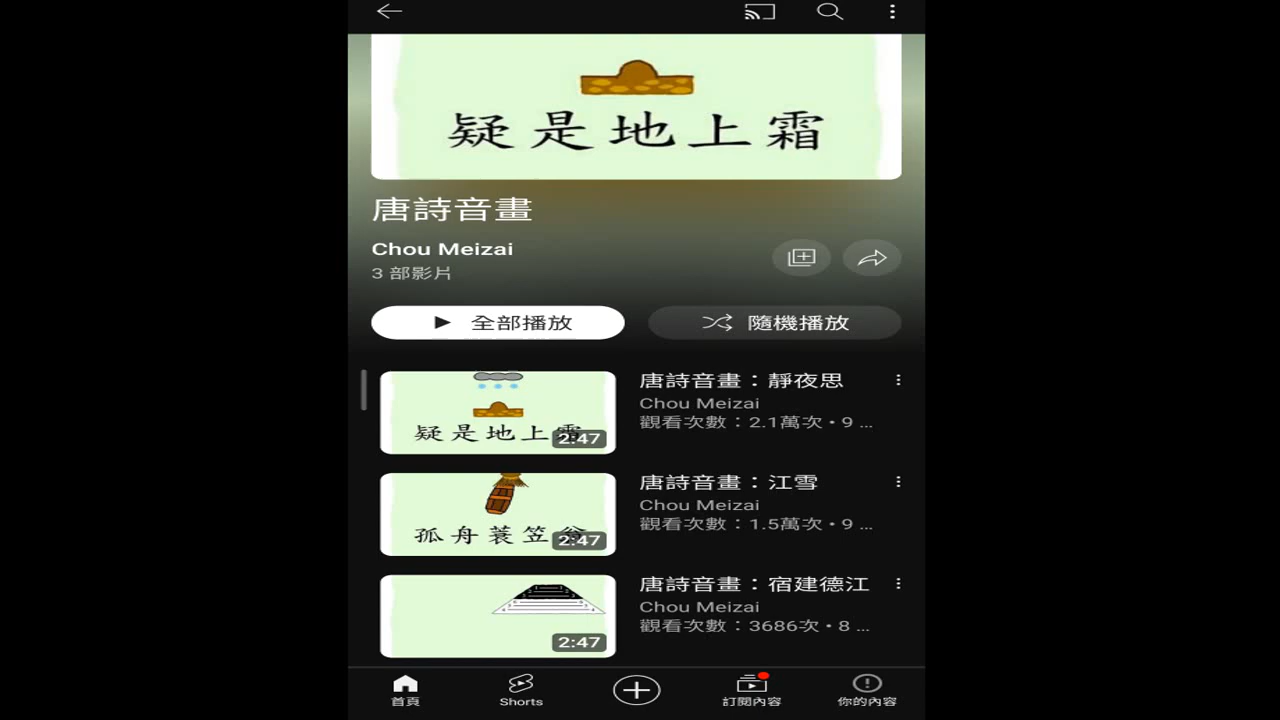 疑是地上霜
唐詩音畫
Chou Meizai
3 部影片
全部播放
隨機播放
疑是地上霜
2:47
唐詩音畫：靜夜思
Chou Meizai
觀看次數：2.1萬次 • 9 ...
孤舟蓑笠翁
2:47
唐詩音畫：江雪
Chou Meizai
觀看次數：1.5萬次 • 9 ...
2:47
唐詩音畫：宿建德江
Chou Meizai
觀看次數：3686次 • 8 ...
首頁
Shorts
訂閱內容
你的內容